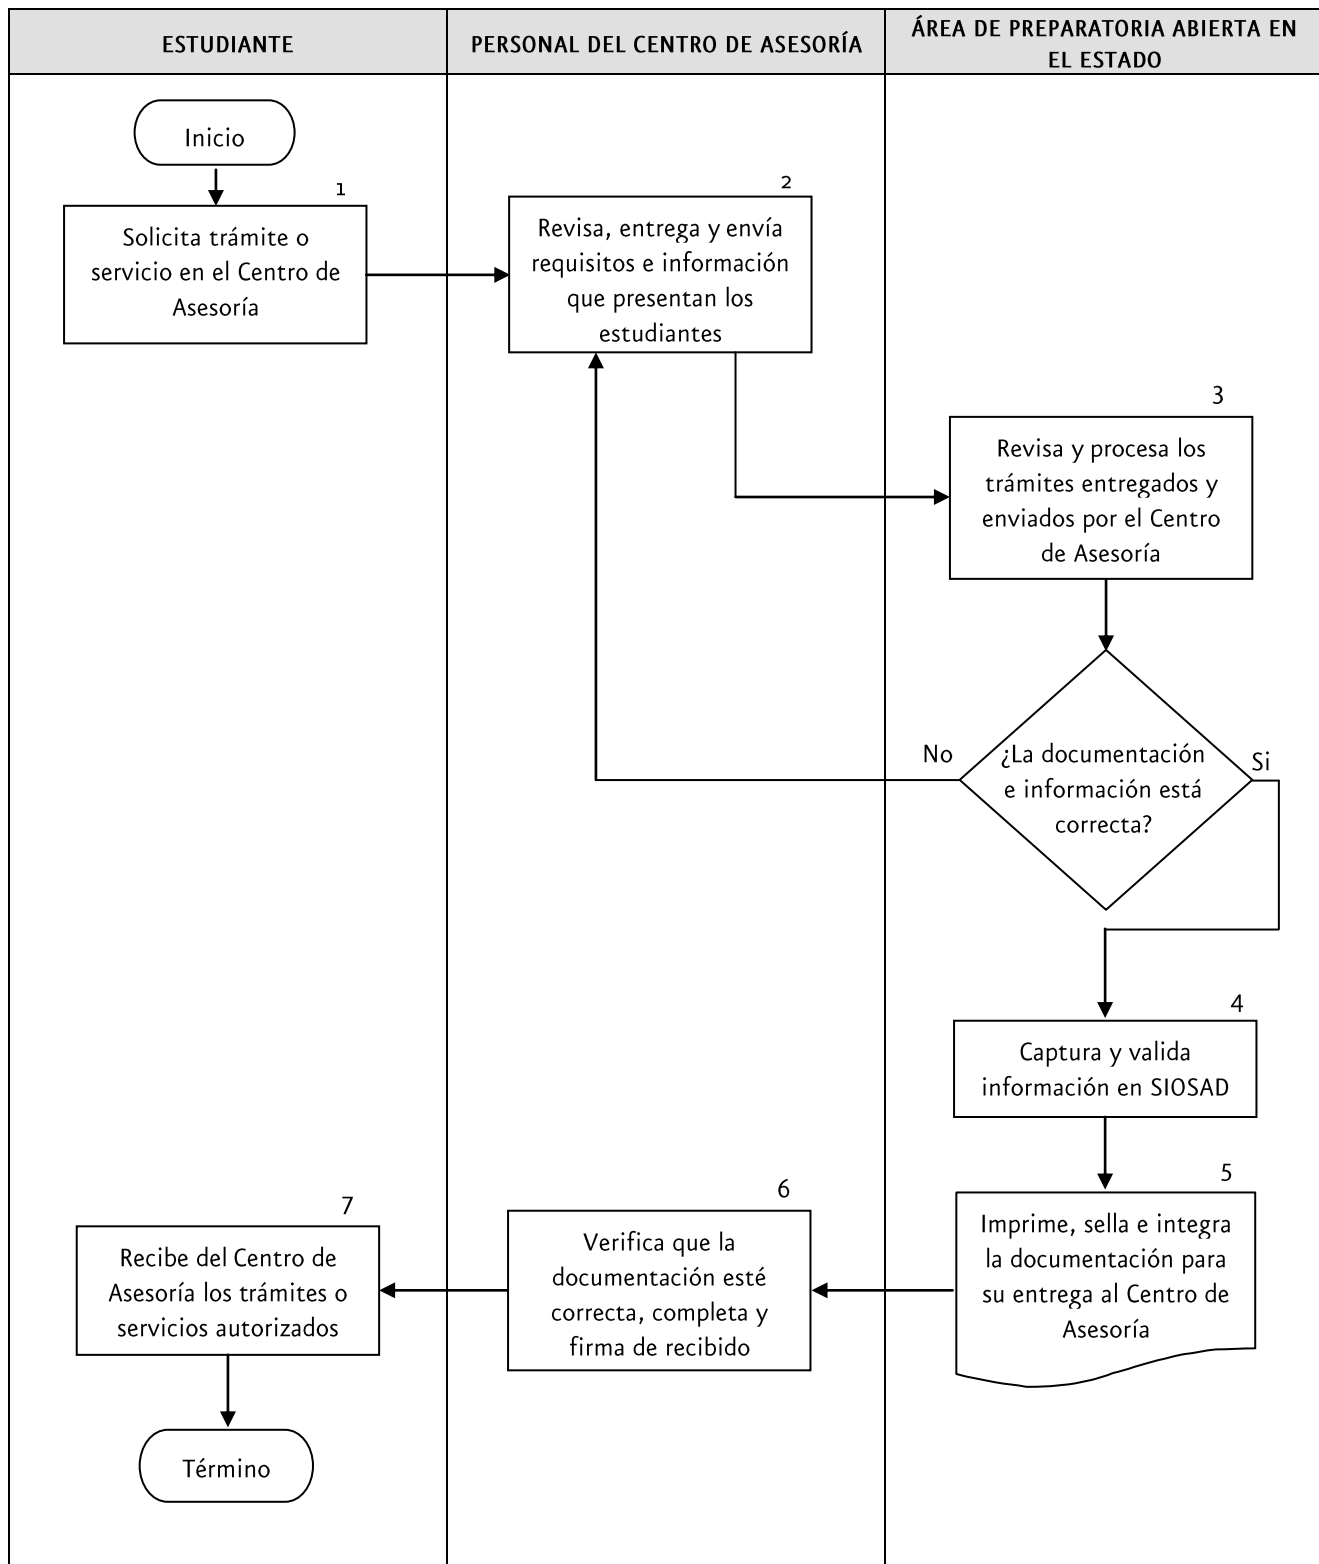 ESTUDIANTE
PERSONAL DEL CENTRO DE ASESORÍA
ÁREA DE PREPARATORIA ABIERTA EN
EL ESTADO
Inicio
1
Solicita trámite o
servicio en el Centro de
Asesoría
2
Revisa, entrega y envía
requisitos e información
que presentan los
estudiantes
3
Revisa y procesa los
trámites entregados y
enviados por el Centro
de Asesoría
No
¿La documentación
e información está
correcta?
Si
4
Captura y valida
información en SIOSAD
5
Imprime, sella e integra
la documentación para
su entrega al Centro de
Asesoría
6
Verifica que la
documentación esté
correcta, completa y
firma de recibido
7
Recibe del Centro de
Asesoría los trámites o
servicios autorizados
Término